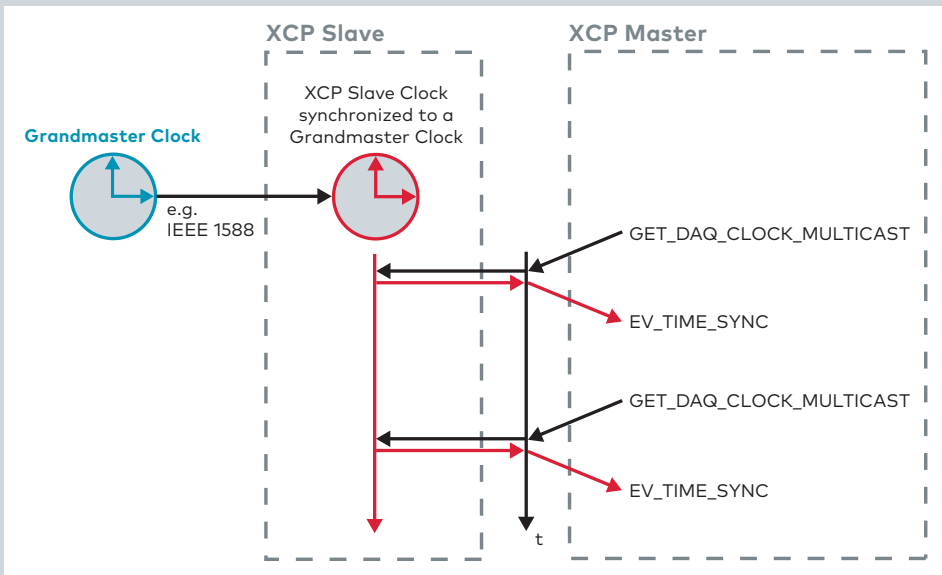 XCP Slave
XCP Master
XCP Slave Clock
synchronized to a
Grandmaster Clock
Grandmaster Clock
e.g.
IEEE 1588
GET_DAQ_CLOCK_MULTICAST
EV_TIME_SYNC
GET_DAQ_CLOCK_MULTICAST
EV_TIME_SYNC
t